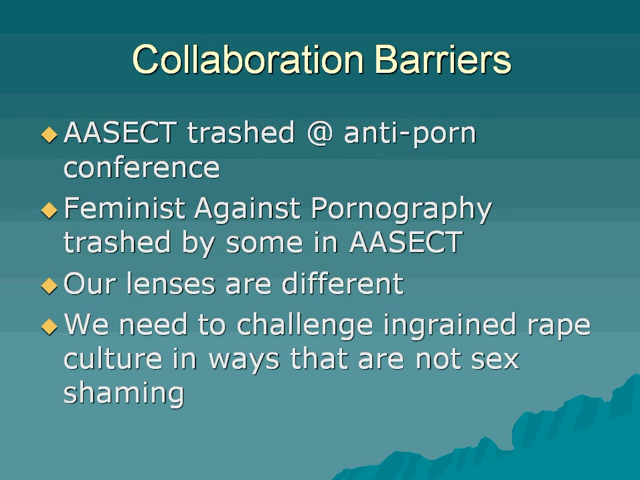 Collaboration Barriers
AASECT trashed @ anti-porn
conference
Feminist Against Pornography
trashed by some in AASECT
Our lenses are different
We need to challenge ingrained rape
culture in ways that are not sex
shaming